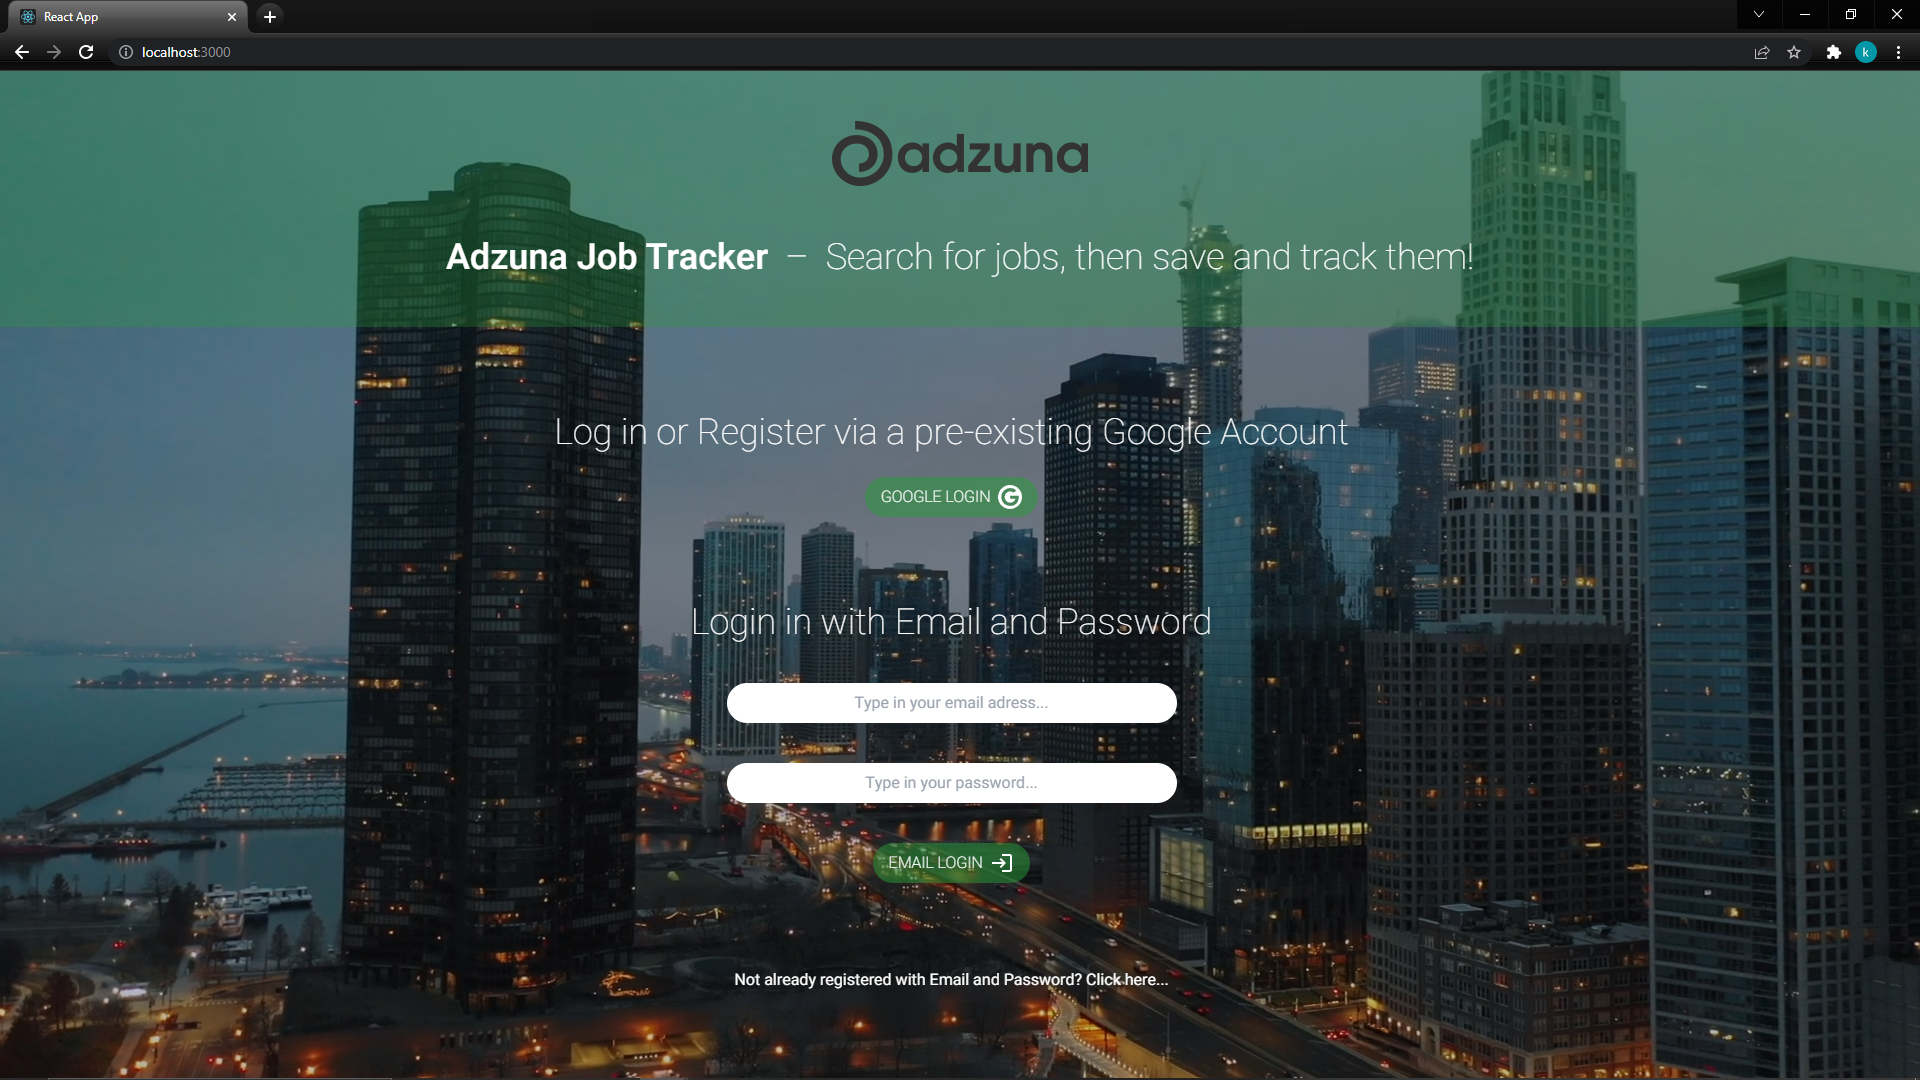 React App
localhost:3000
k
adzuna
Adzuna Job Tracker – Search for jobs, then save and track them!
Log in or Register via a pre-existing Google Account
GOOGLE LOGIN G
Login in with Email and Password
Type in your email adress...
Type in your password...
EMAIL LOGIN
Not already registered with Email and Password? Click here...